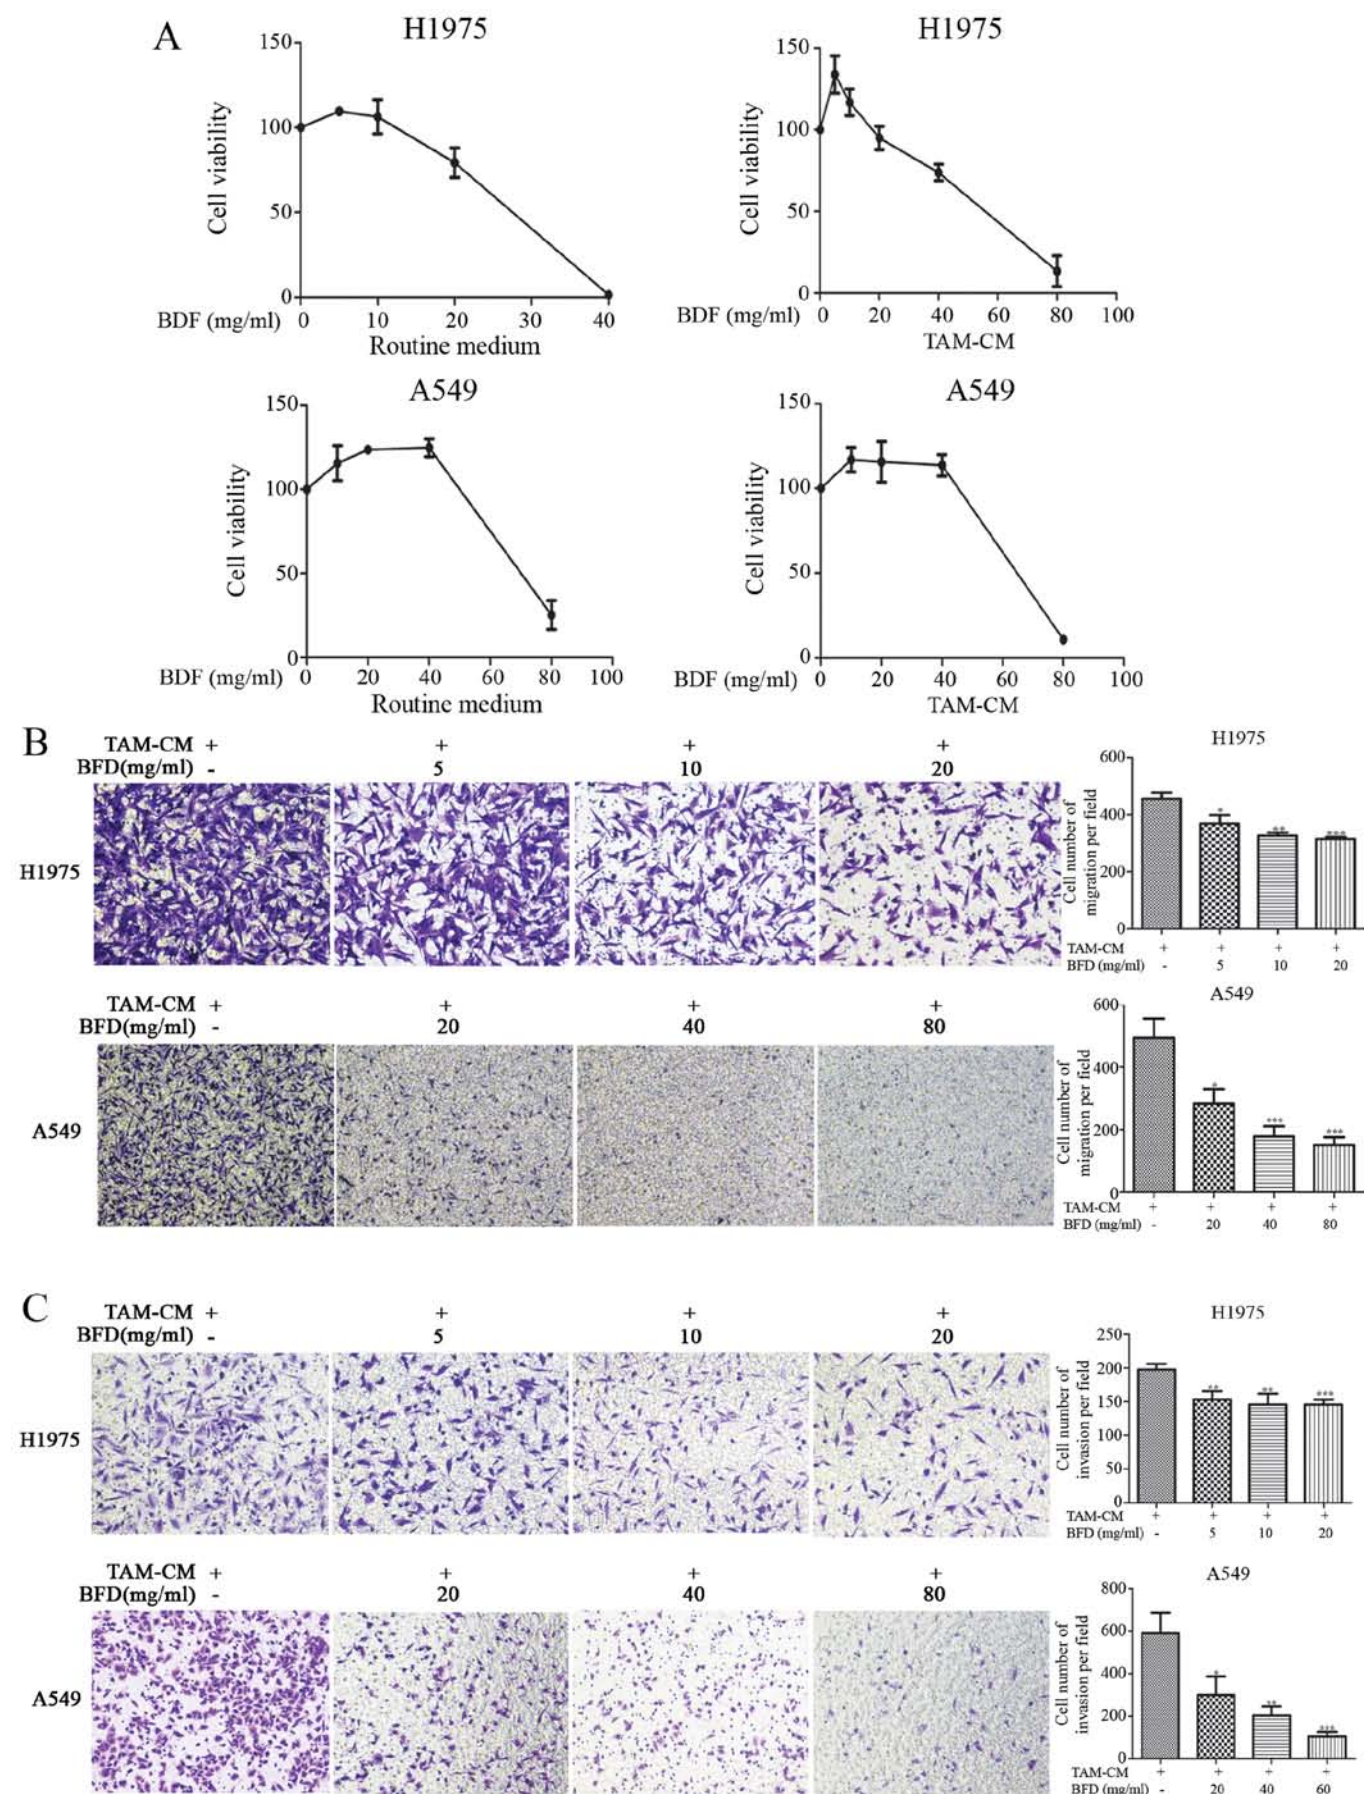 A
H1975
150
100
50
0
Cell viability
BDF (mg/ml) 0 10 20 30 40
Routine medium
H1975
150
100
50
0
Cell viability
BDF (mg/ml) 0 20 40 60 80 100
TAM-CM
A549
150
100
50
0
Cell viability
BDF (mg/ml) 0 20 40 60 80 100
Routine medium
A549
150
100
50
0
Cell viability
BDF (mg/ml) 0 20 40 60 80 100
TAM-CM
B
TAM-CM + + + +
BFD(mg/ml) - 5 10 20
H1975
H1975
600
400
200
0
Cell number of
migration per field
* ** ***
TAM-CM + + + +
BFD (mg/ml) - 5 10 20
TAM-CM + + + +
BFD(mg/ml) - 20 40 80
A549
A549
600
400
200
0
Cell number of
migration per field
* *** ***
TAM-CM + + + +
BFD (mg/ml) - 20 40 80
C
TAM-CM + + + +
BFD(mg/ml) - 5 10 20
H1975
H1975
250
200
150
100
50
0
Cell number of
invasion per field
** ** ***
TAM-CM + + + +
BFD (mg/ml) - 5 10 20
TAM-CM + + + +
BFD(mg/ml) - 20 40 80
A549
A549
800
600
400
200
0
Cell number of
invasion per field
* ** ***
TAM-CM + + + +
BFD (mg/ml) - 20 40 60